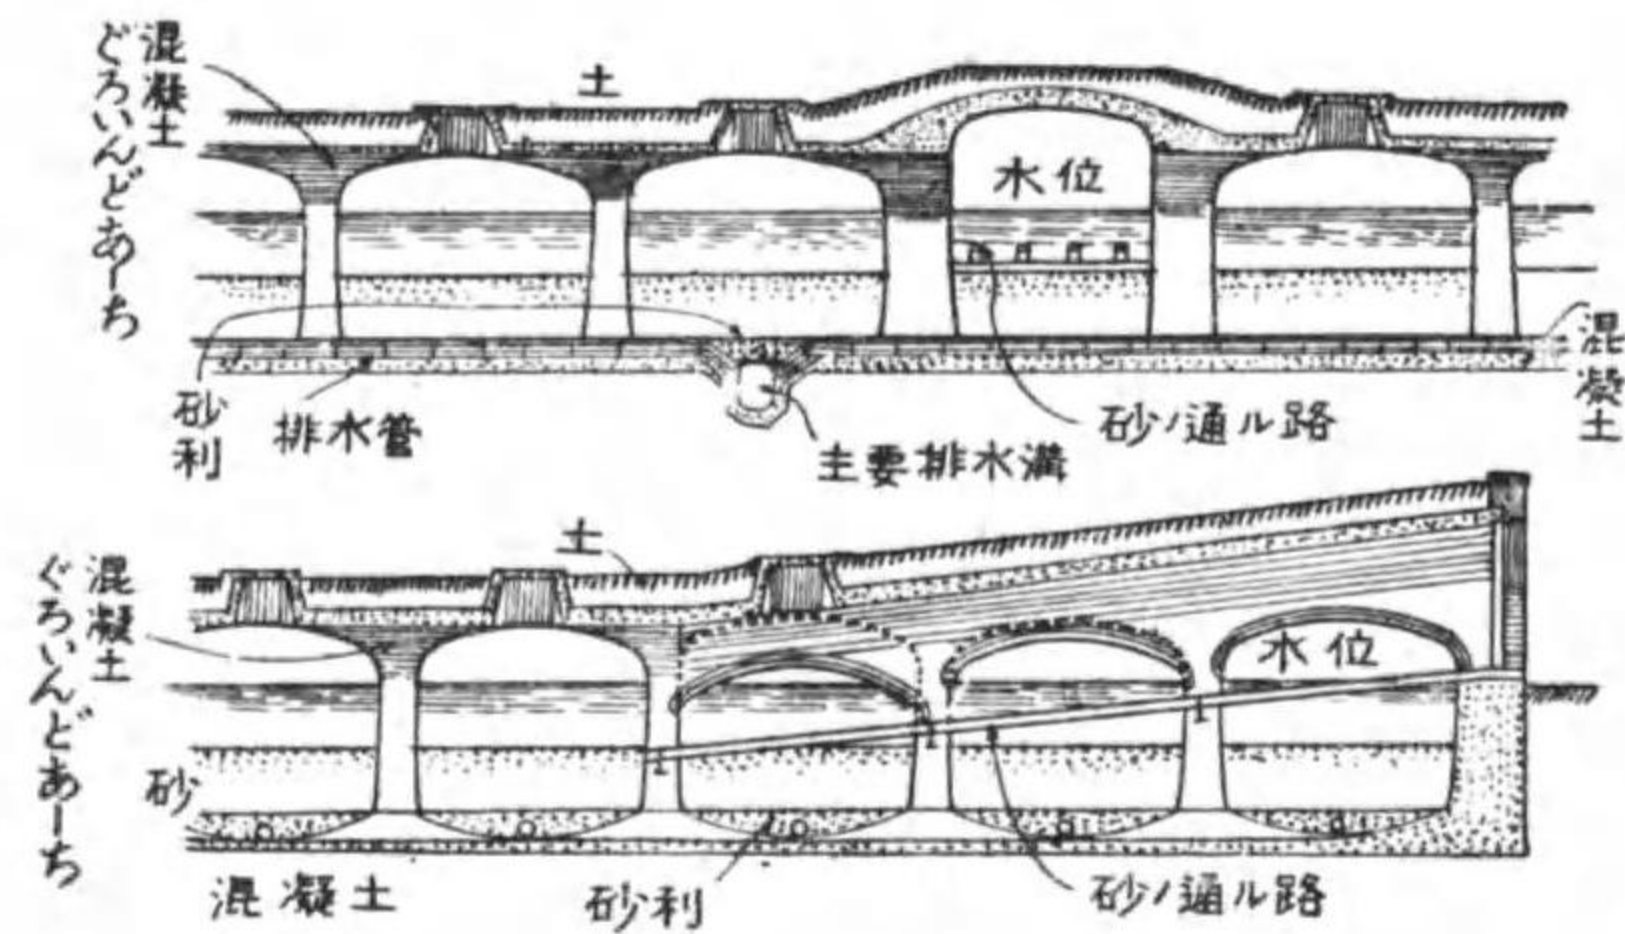 混凝土
ぐろいんどあーち
土
水位
混凝土
砂利
排水管
主要排水溝
砂ノ通ル路
土
混凝土
ぐろいんどあーち
水位
砂
混凝土
砂利
砂ノ通ル路